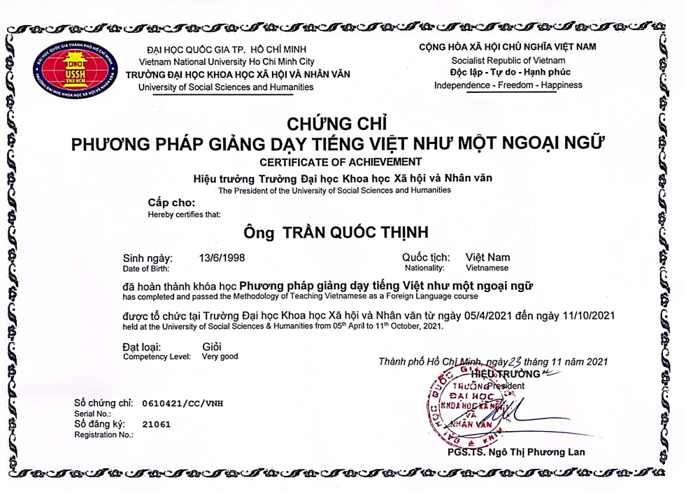 ĐẠI HỌC QUỐC GIA TP. HỒ CHÍ MINH
Vietnam National University Ho Chi Minh City
TRƯỜNG ĐẠI HỌC KHOA HỌC XÃ HỘI VÀ NHÂN VĂN
University of Social Sciences and Humanities
CỘNG HÒA XÃ HỘI CHỦ NGHĨA VIỆT NAM
Socialist Republic of Vietnam
Độc lập - Tự do - Hạnh phúc
Independence - Freedom - Happiness
USSH
CHỨNG CHỈ
PHƯƠNG PHÁP GIẢNG DẠY TIẾNG VIỆT NHƯ MỘT NGOẠI NGỮ
CERTIFICATE OF ACHIEVEMENT
Hiệu trưởng Trường Đại học Khoa học Xã hội và Nhân văn
The President of the University of Social Sciences and Humanities
Cấp cho:
Hereby certifies that:
Ông TRẦN QUỐC THỊNH
Sinh ngày: 13/6/1998 Quốc tịch: Việt Nam
Date of Birth: Nationality: Vietnamese
đã hoàn thành khóa học Phương pháp giảng dạy tiếng Việt như một ngoại ngữ
has completed and passed the Methodology of Teaching Vietnamese as a Foreign Language course
được tổ chức tại Trường Đại học Khoa học Xã hội và Nhân văn từ ngày 05/4/2021 đến ngày 11/10/2021
held at the University of Social Sciences & Humanities from 05th April to 11th October, 2021.
Đạt loại: Giỏi
Competency Level: Very good
Thành phố Hồ Chí Minh, ngày 23 tháng 11 năm 2021
HIỆU TRƯỞNG
President
TRƯỜNG
ĐẠI HỌC
KHOA HỌC XÃ HỘI
VÀ
NHÂN VĂN
Số chứng chỉ: 0610421/CC/VNH
Serial No.:
Số đăng ký: 21061
Registration No.:
PGS.TS. Ngô Thị Phương Lan